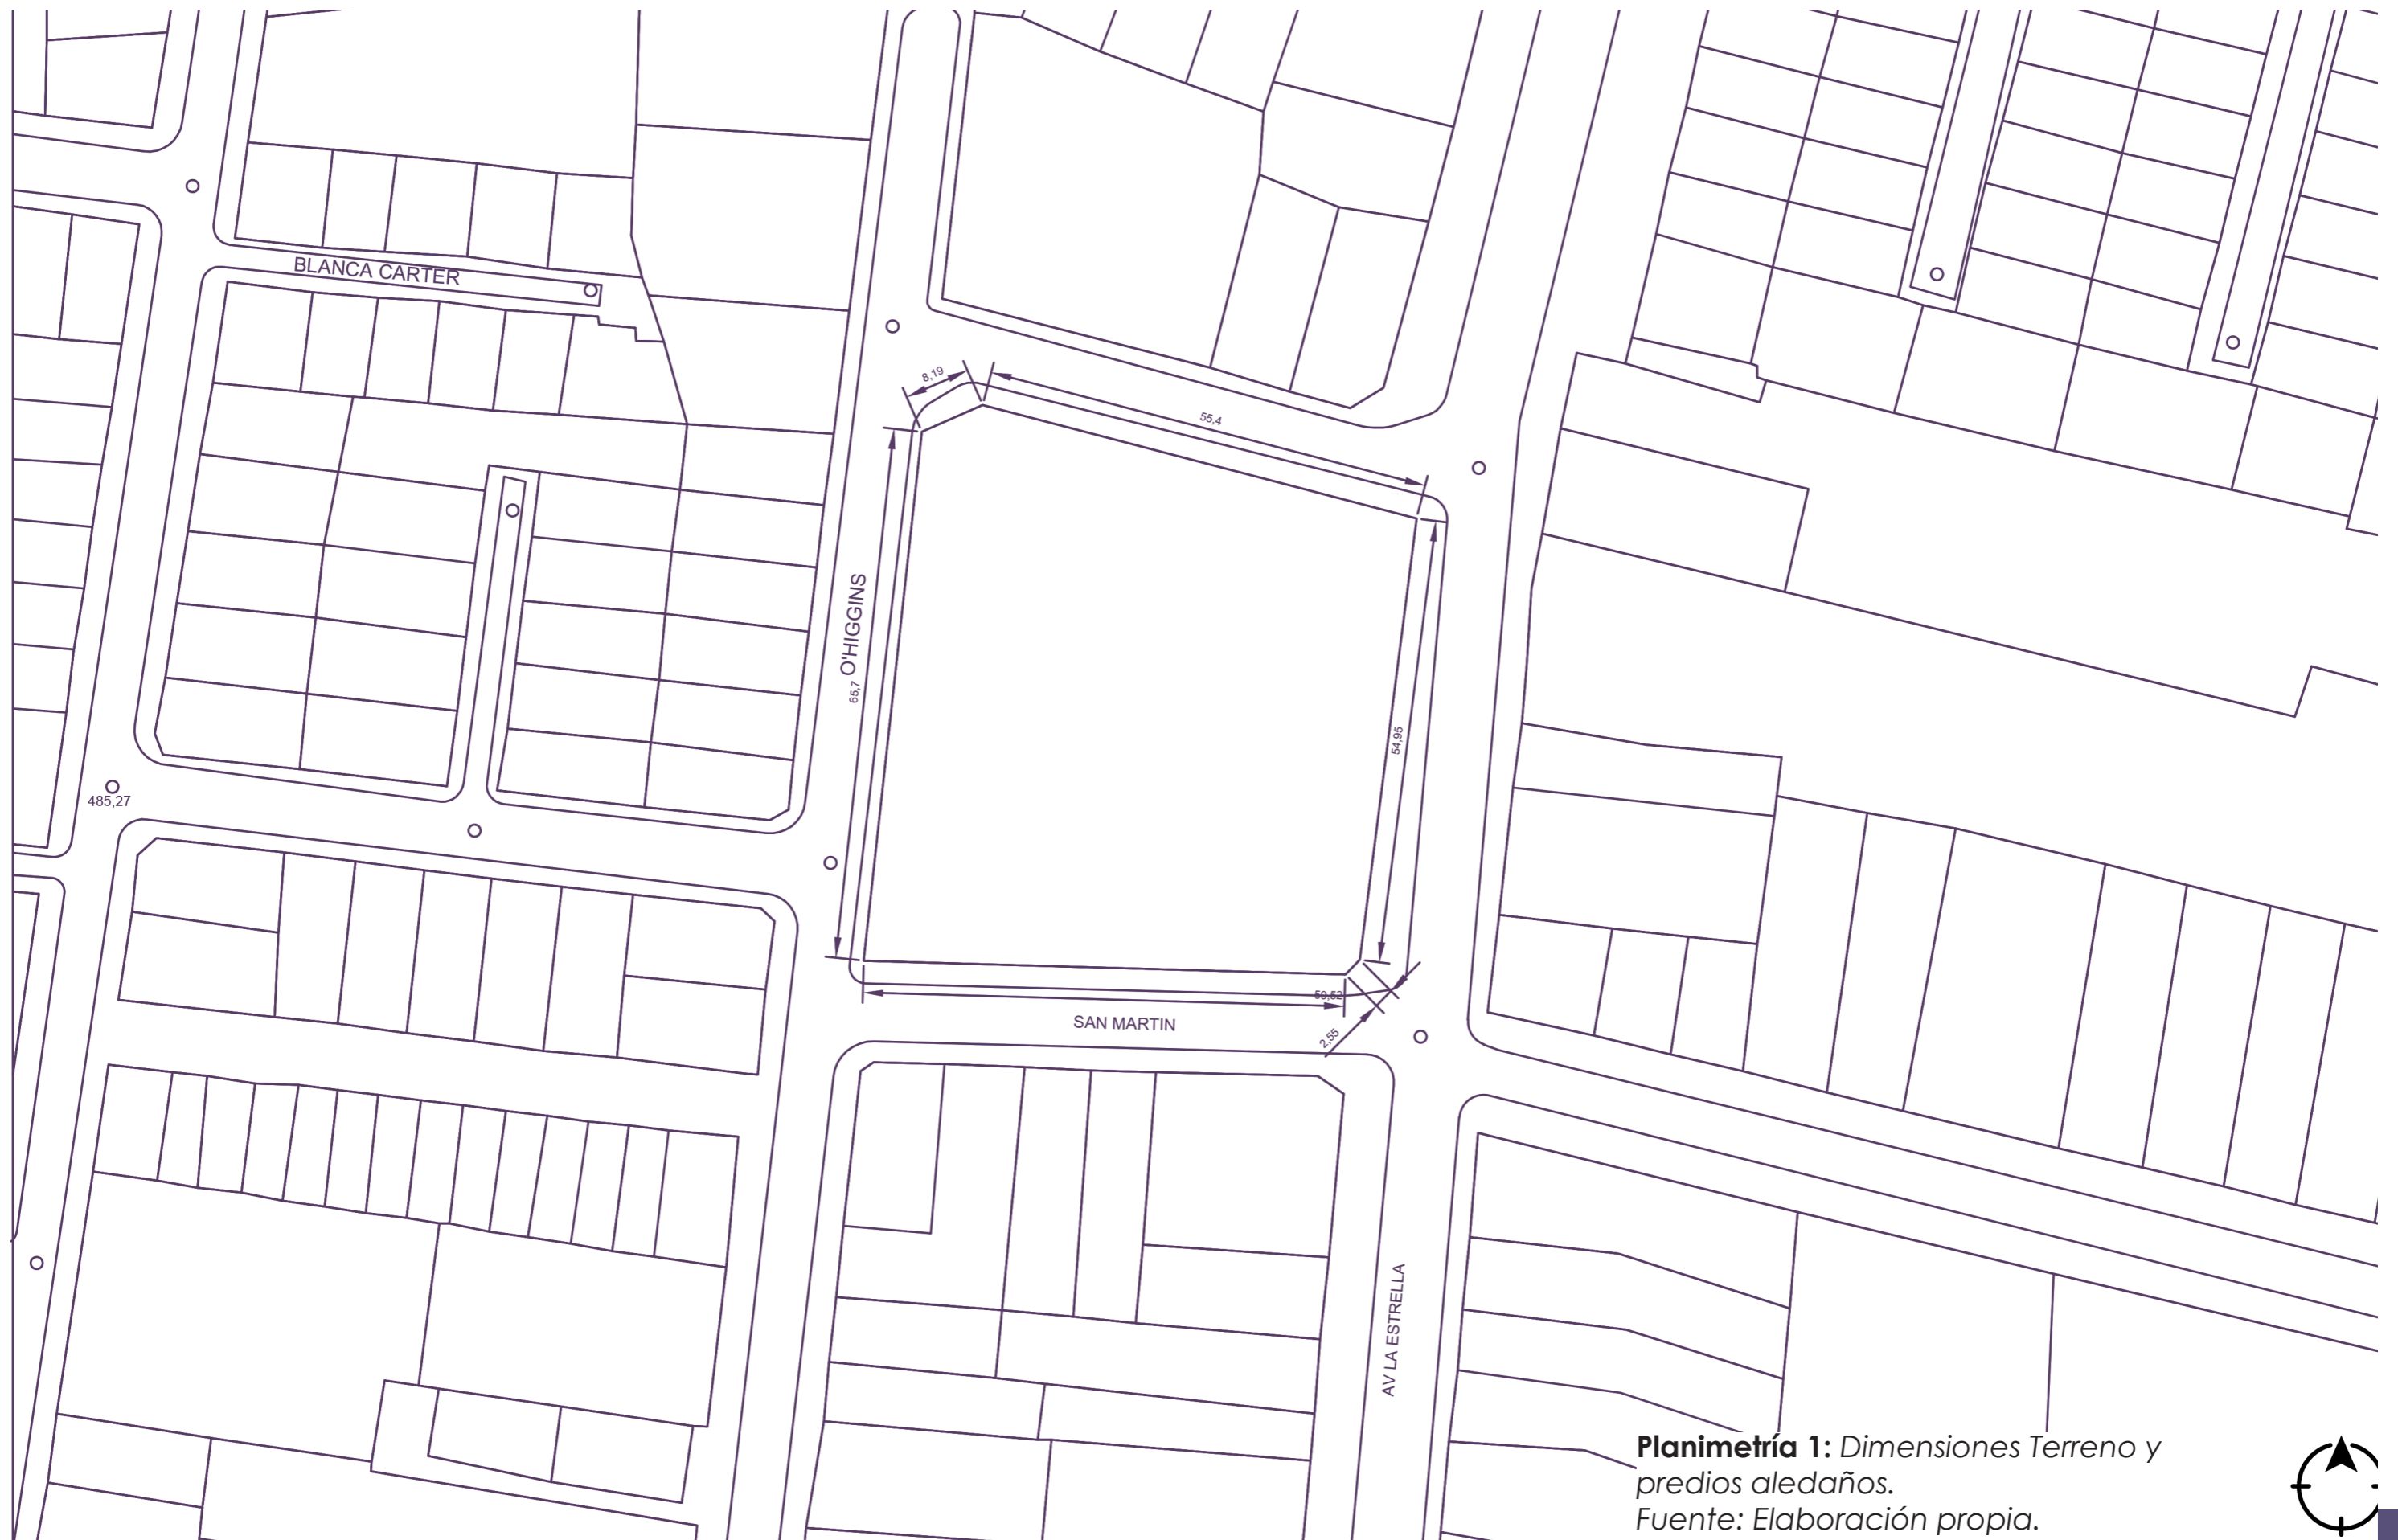 BLANCA CARTER
8,19
55,4
O'HIGGINS
65,7
54,95
485,27
59,52
SAN MARTIN
2,55
AV LA ESTRELLA
Planimetría 1: Dimensiones Terreno y
predios aledaños.
Fuente: Elaboración propia.